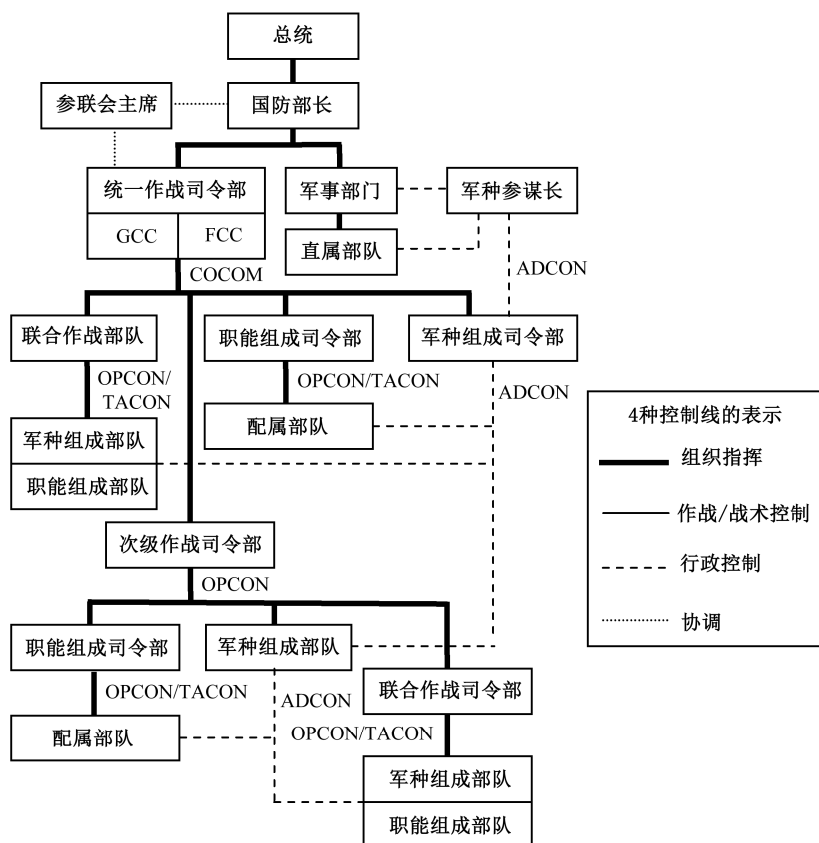 总统
参联会主席
国防部长
统一作战司令部
军事部门
军种参谋长
GCC
FCC
直属部队
COCOM
ADCON
联合作战部队
职能组成司令部
军种组成司令部
OPCON/
TACON
OPCON/TACON
ADCON
军种组成部队
配属部队
职能组成部队
4种控制线的表示
组织指挥
作战/战术控制
行政控制
协调
次级作战司令部
OPCON
职能组成司令部
军种组成部队
联合作战司令部
OPCON/TACON
ADCON
配属部队
OPCON/TACON
军种组成部队
职能组成部队